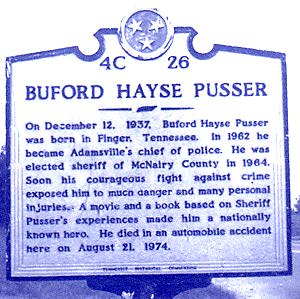 4C 26
BUFORD HAYSE PUSSER
On December 12, 1937, Buford Hayse Pusser
was born in Finger, Tennessee. In 1962 he
became Adamsville's chief of police. He was
elected sheriff of McNairy County in 1964.
Soon his courageous fight against crime
exposed him to much danger and many personal
injuries. A movie and a book based on Sheriff
Pusser's experiences made him a nationally
known hero. He died in an automobile accident
here on August 21, 1974.
TENNESSEE HISTORICAL COMMISSION